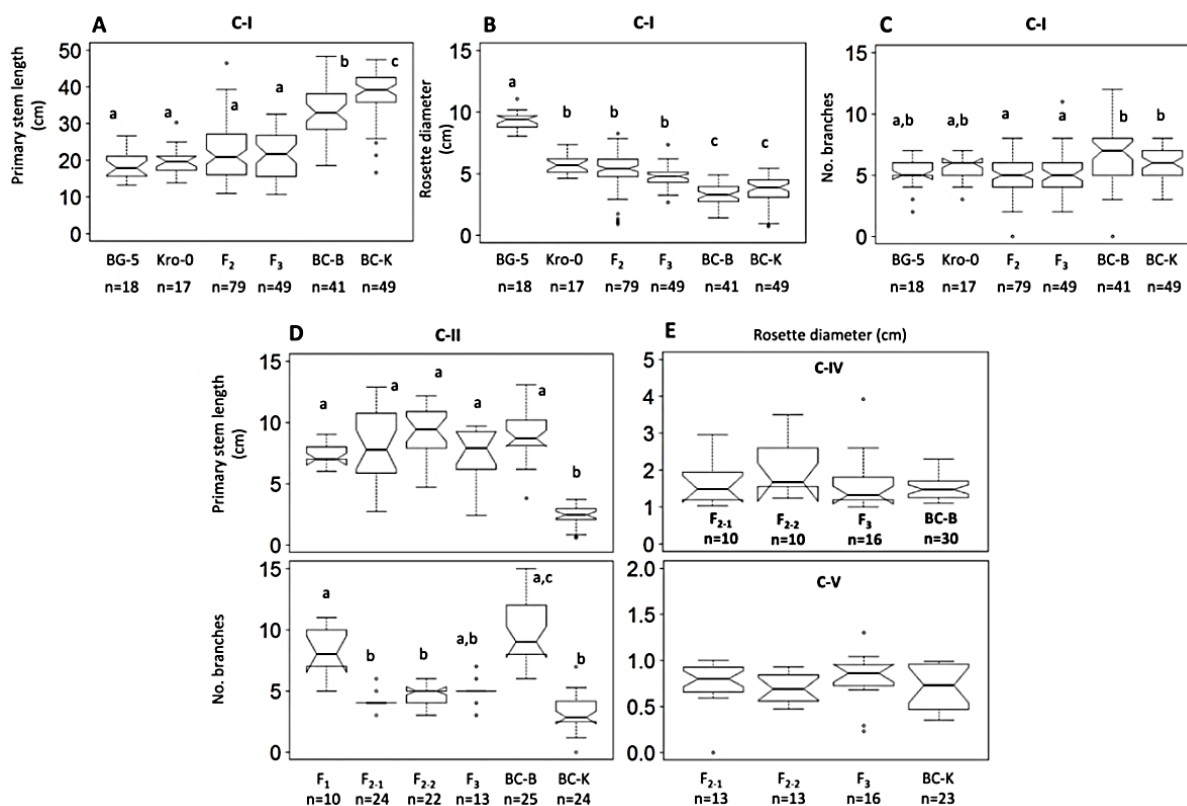 A C-I
Primary stem length
(cm)
50
40
30
20
10
0
a a a a b c
BG-5 Kro-0 F2 F3 BC-B BC-K
n=18 n=17 n=79 n=49 n=41 n=49
B C-I
Rosette diameter
(cm)
15
10
5
0
a b b b c c
BG-5 Kro-0 F2 F3 BC-B BC-K
n=18 n=17 n=79 n=49 n=41 n=49
C C-I
No. branches
15
10
5
0
a,b a,b a a b b
BG-5 Kro-0 F2 F3 BC-B BC-K
n=18 n=17 n=79 n=49 n=41 n=49
D C-II
Primary stem length
(cm)
15
10
5
0
a a a a a b
No. branches
15
10
5
0
a b b a,b a,c b
F1 F2-1 F2-2 F3 BC-B BC-K
n=10 n=24 n=22 n=13 n=25 n=24
E Rosette diameter (cm)
C-IV
5
4
3
2
1
0
F2-1 F2-2 F3 BC-B
n=10 n=10 n=16 n=30
C-V
2.0
1.5
1.0
0.5
0.0
F2-1 F2-2 F3 BC-K
n=13 n=13 n=16 n=23